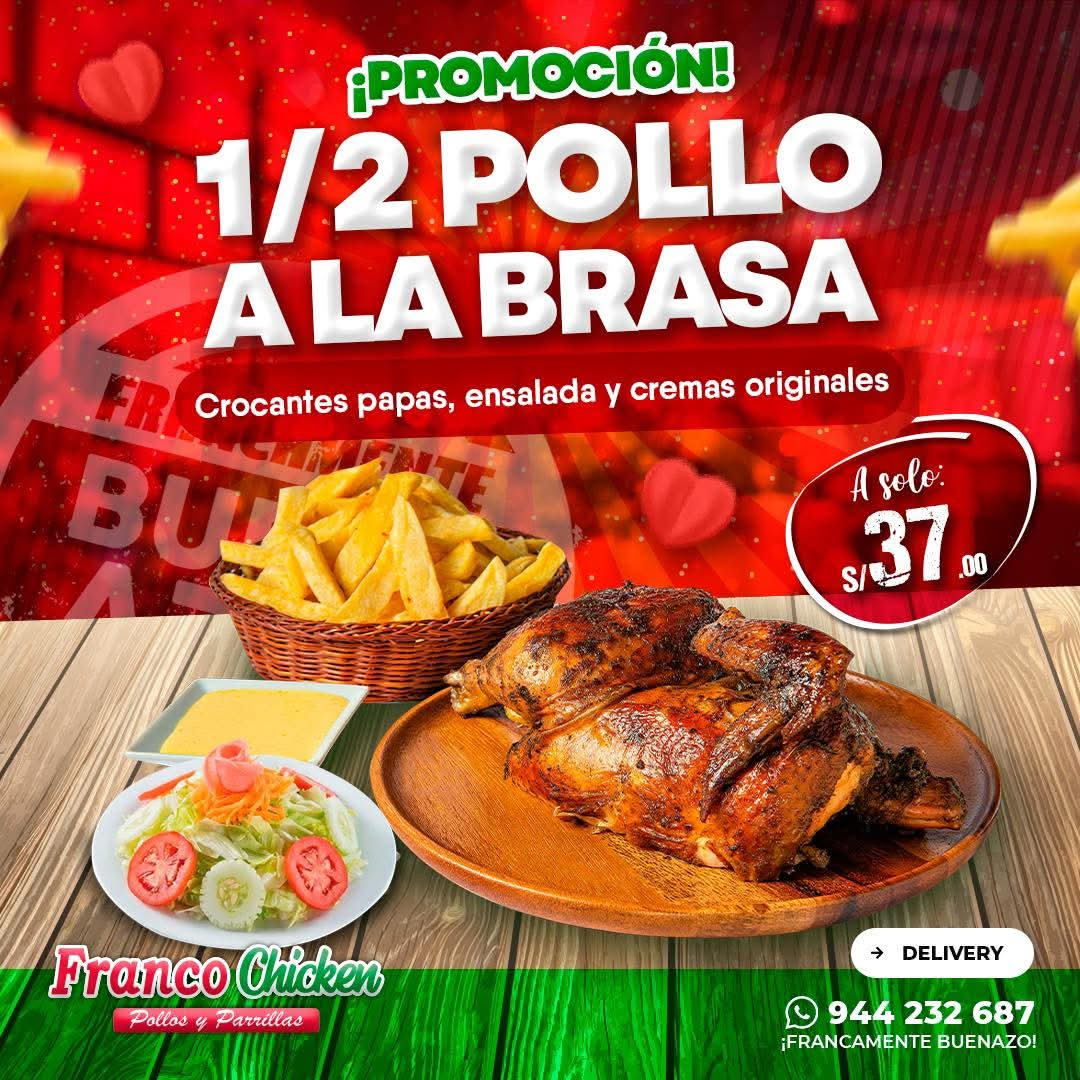 ¡PROMOCIÓN!
1/2 POLLO
A LA BRASA
Crocantes papas, ensalada y cremas originales
FRANCAMENTE
A solo:
S/37.00
Franco Chicken
Pollos y Parrillas
→ DELIVERY
944 232 687
¡FRANCAMENTE BUENAZO!